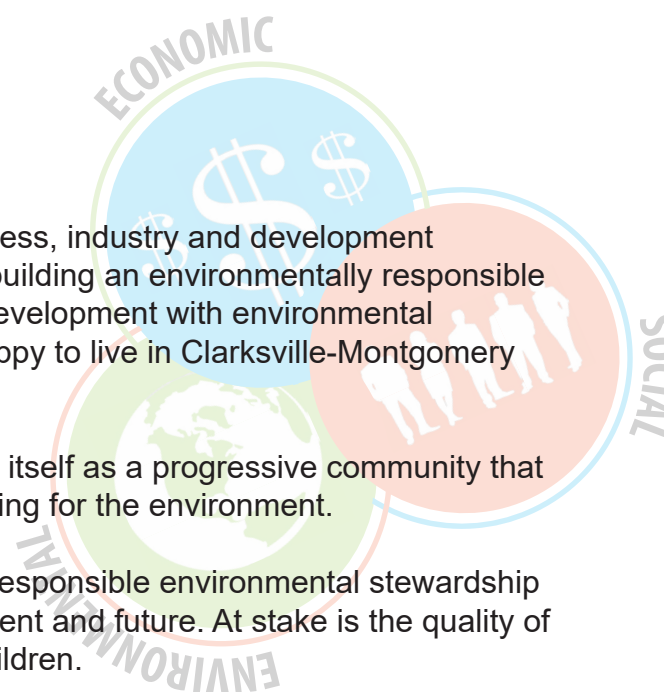 ECONOMIC
ess, industry and development
building an environmentally responsible
evelopment with environmental
ppy to live in Clarksville-Montgomery
SOCIAL
itself as a progressive community that
ing for the environment.
esponsible environmental stewardship
ent and future. At stake is the quality of
ildren.
ENVIRONMENTAL